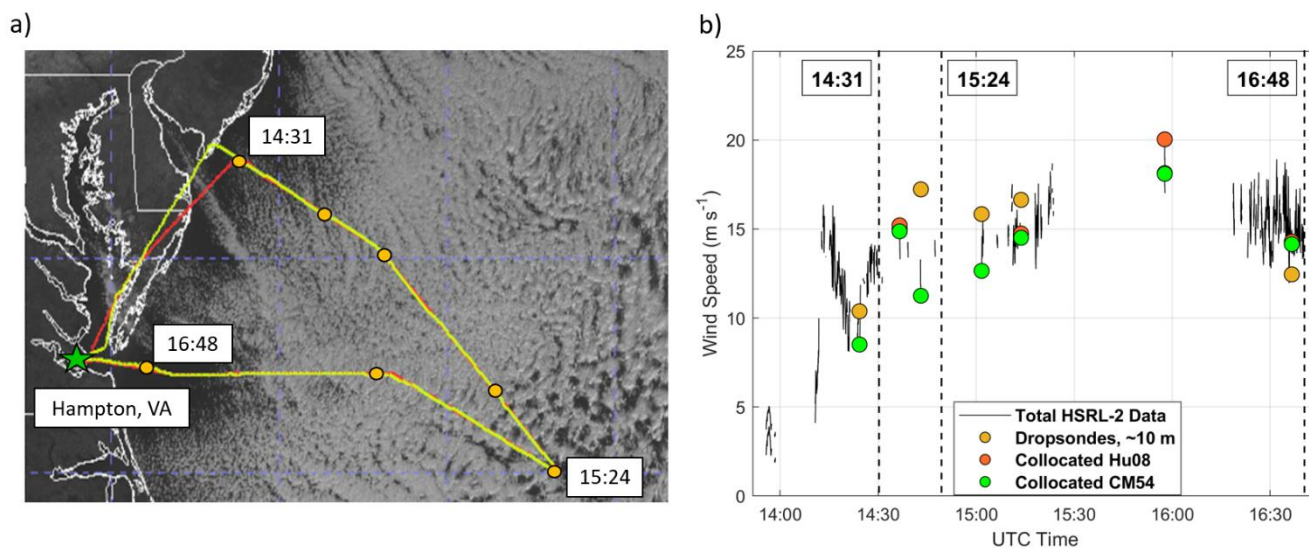 a)
14:31
16:48
Hampton, VA
15:24
b)
Wind Speed (m s⁻¹)
25
20
15
10
5
0
14:31
15:24
16:48
Total HSRL-2 Data
Dropsondes, ~10 m
Collocated Hu08
Collocated CM54
14:00
14:30
15:00
15:30
16:00
16:30
UTC Time